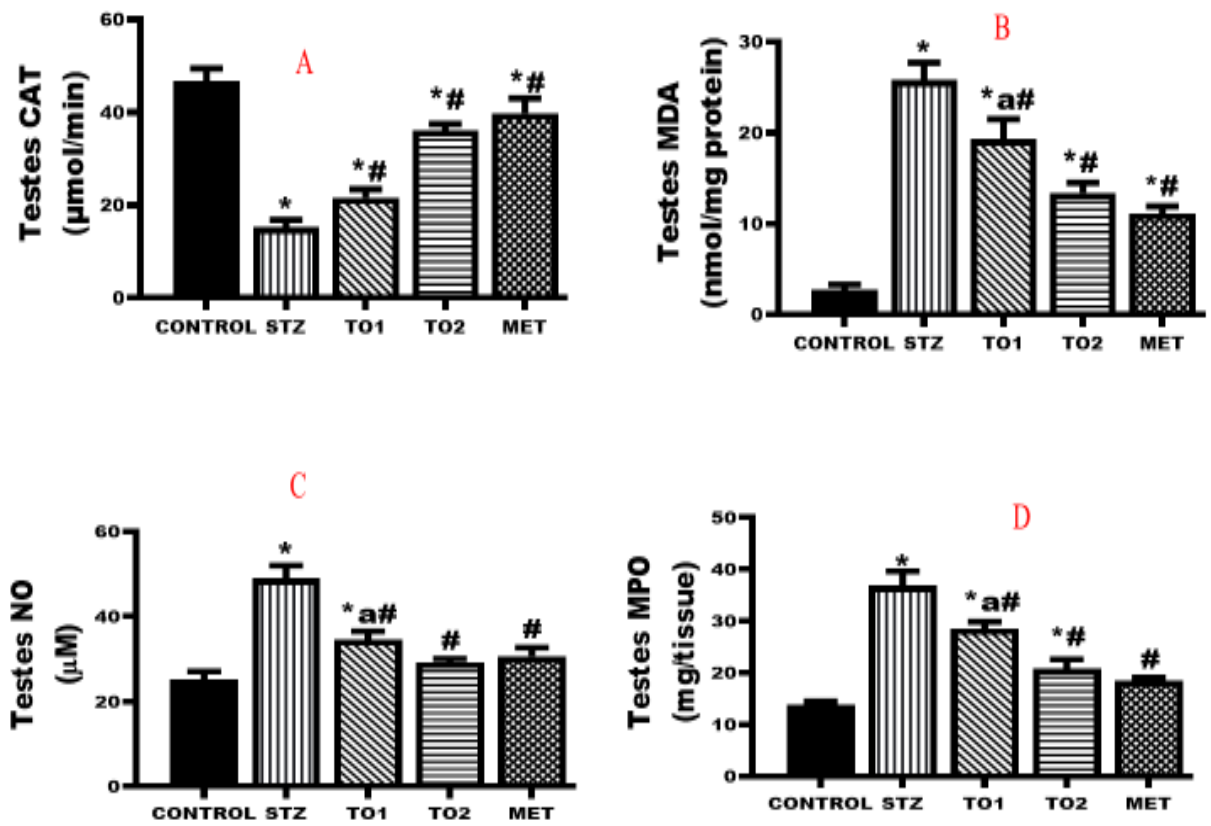 A
Testes CAT
(µmol/min)
60
40
20
0
*
*#
*#
*#
CONTROL STZ TO1 TO2 MET
B
Testes MDA
(nmol/mg protein)
30
20
10
0
*
*a#
*#
*#
CONTROL STZ TO1 TO2 MET
C
Testes NO
(µM)
60
40
20
0
*
*a#
#
#
CONTROL STZ TO1 TO2 MET
D
Testes MPO
(mg/tissue)
50
40
30
20
10
0
*
*a#
*#
#
CONTROL STZ TO1 TO2 MET